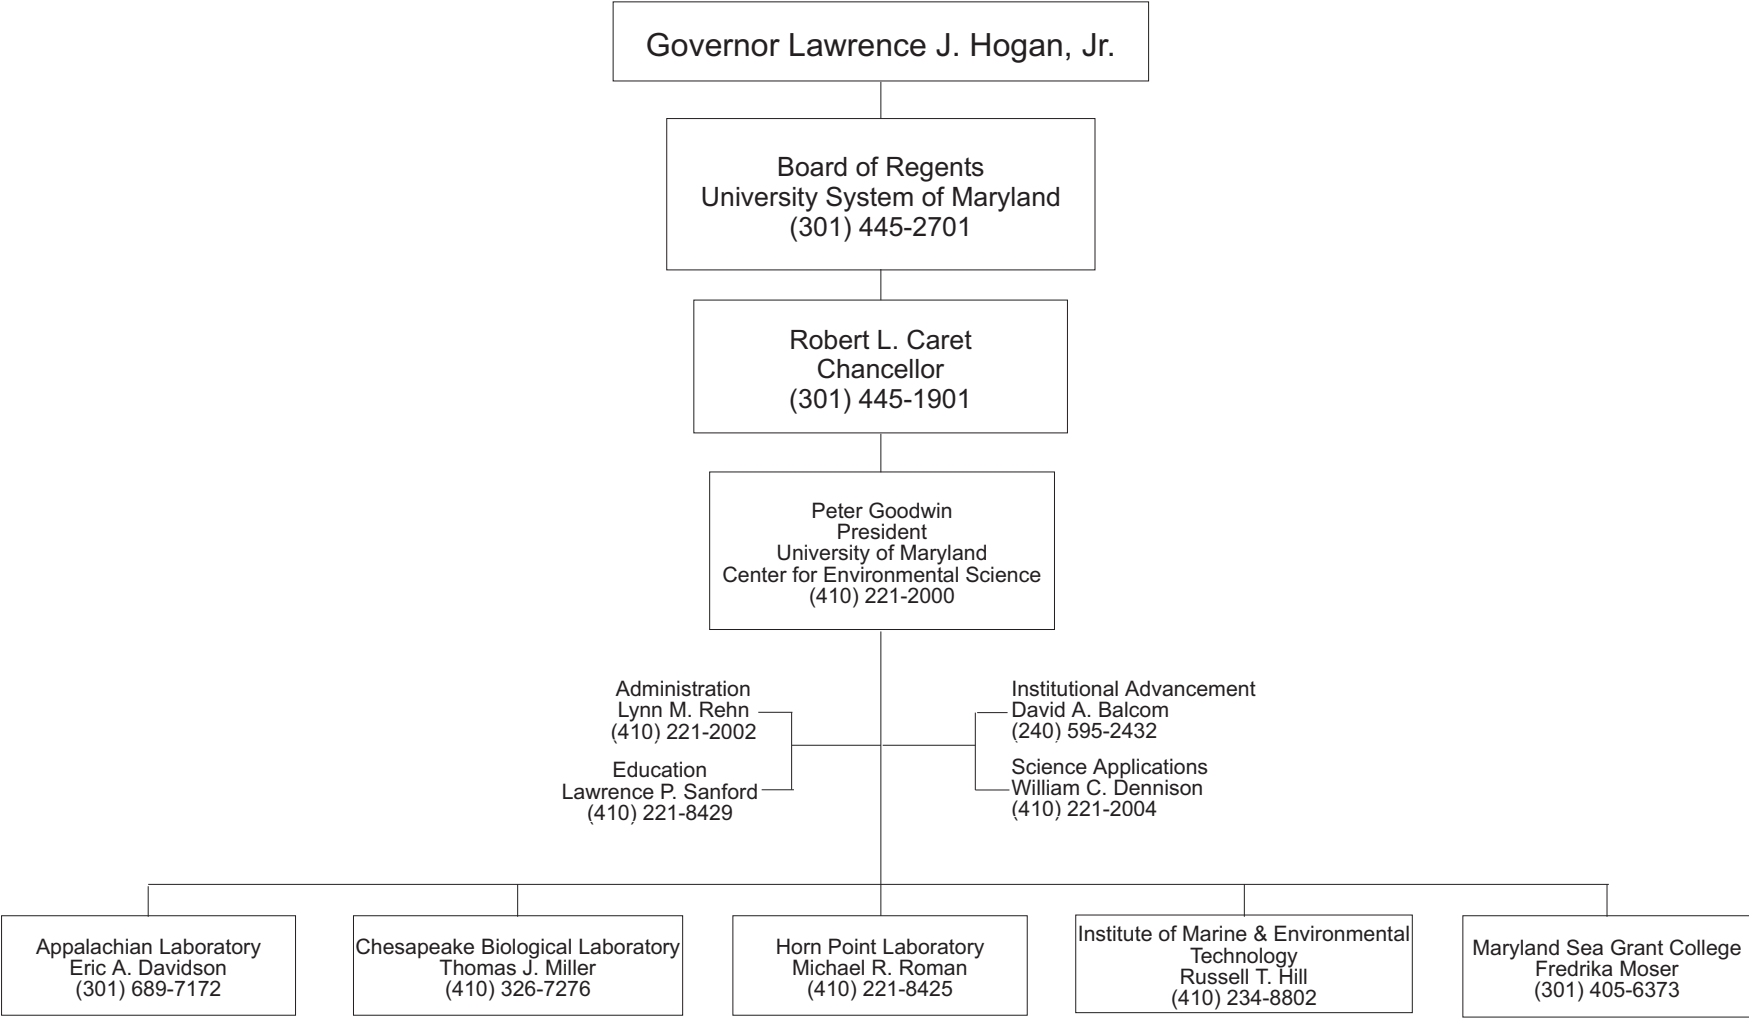 Governor Lawrence J. Hogan, Jr.
Board of Regents
University System of Maryland
(301) 445-2701
Robert L. Caret
Chancellor
(301) 445-1901
Peter Goodwin
President
University of Maryland
Center for Environmental Science
(410) 221-2000
Administration
Lynn M. Rehn
(410) 221-2002
Education
Lawrence P. Sanford
(410) 221-8429
Institutional Advancement
David A. Balcom
(240) 595-2432
Science Applications
William C. Dennison
(410) 221-2004
Appalachian Laboratory
Eric A. Davidson
(301) 689-7172
Chesapeake Biological Laboratory
Thomas J. Miller
(410) 326-7276
Horn Point Laboratory
Michael R. Roman
(410) 221-8425
Institute of Marine & Environmental
Technology
Russell T. Hill
(410) 234-8802
Maryland Sea Grant College
Fredrika Moser
(301) 405-6373